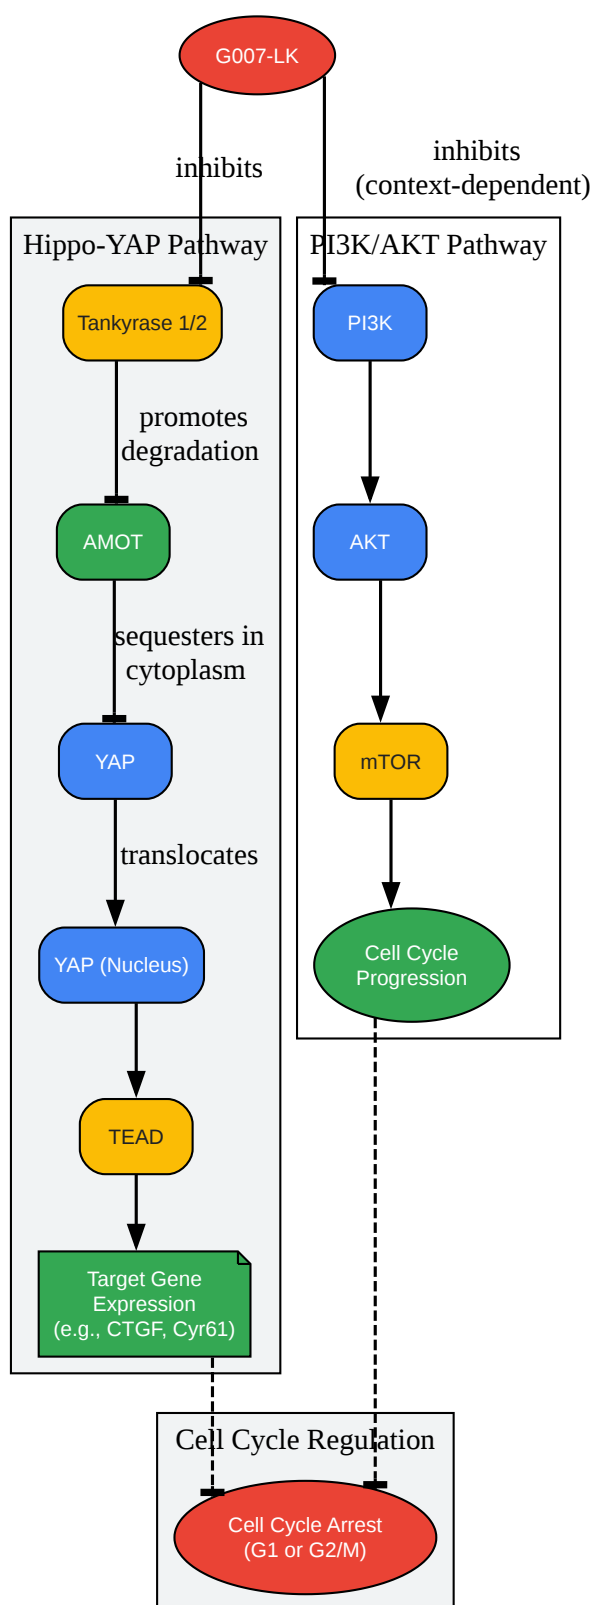 G007-LK
inhibits
inhibits
(context-dependent)
Hippo-YAP Pathway
PI3K/AKT Pathway
Tankyrase 1/2
PI3K
promotes
degradation
AMOT
AKT
sequesters in
cytoplasm
YAP
mTOR
translocates
Cell Cycle
Progression
YAP (Nucleus)
TEAD
Target Gene
Expression
(e.g., CTGF, Cyr61)
Cell Cycle Regulation
Cell Cycle Arrest
(G1 or G2/M)